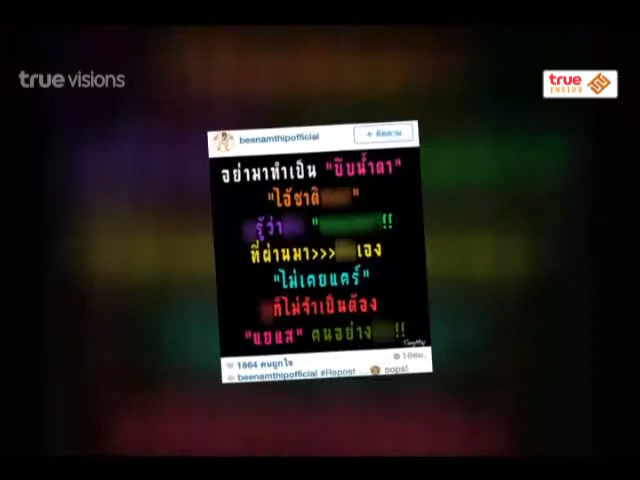 true visions
true
INSIDE
beenamthipofficial
+ ติดตาม
อย่ามาทำเป็น "บีบน้ำตา"
"ไอ้ชาติ "
รู้ว่า " "!!
ที่ผ่านมา>>> เอง
"ไม่เคยแคร์"
ก็ไม่จำเป็นต้อง
"แยแส" คนอย่าง !!
1864 คนถูกใจ
beenamthipofficial #Repost ... oops!